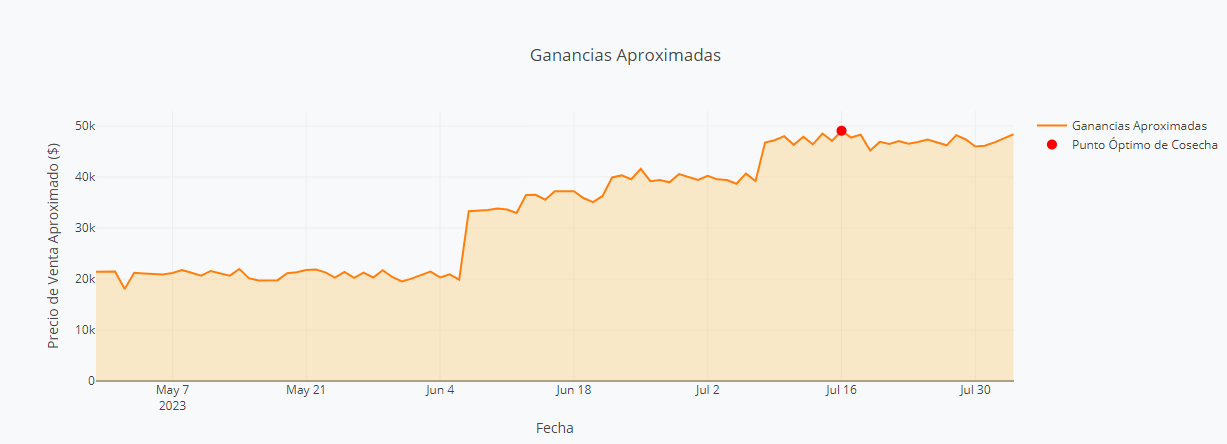 Ganancias Aproximadas
Precio de Venta Aproximado ($)
50k
40k
30k
20k
10k
0
May 7
2023
May 21
Jun 4
Jun 18
Jul 2
Jul 16
Jul 30
Fecha
Ganancias Aproximadas
Punto Óptimo de Cosecha